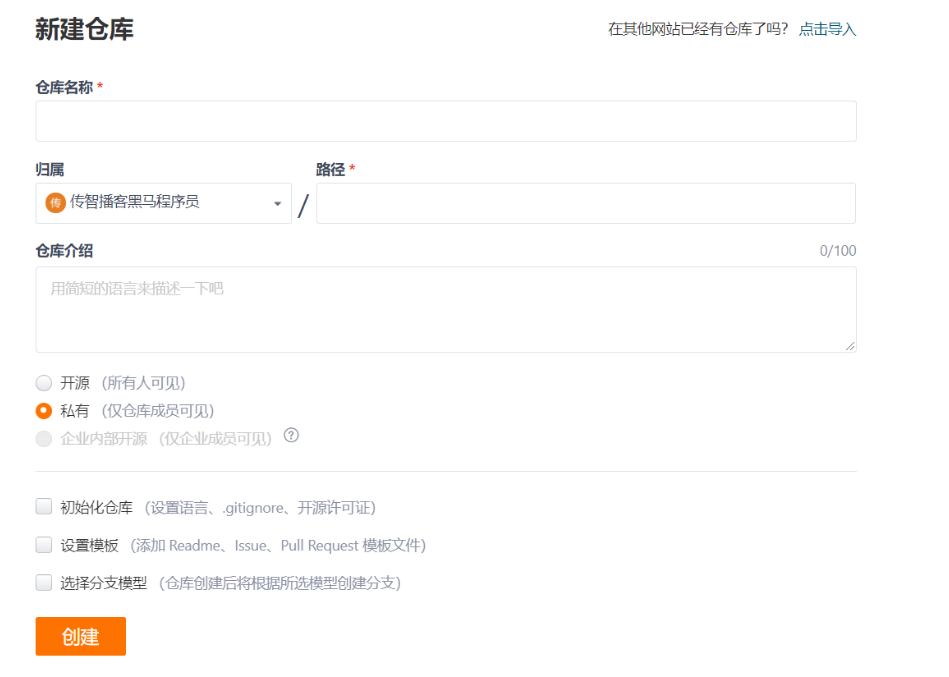 新建仓库
在其他网站已经有仓库了吗? 点击导入
仓库名称 *
归属
路径 *
传 传智播客黑马程序员
/
仓库介绍
0/100
用简短的语言来描述一下吧
开源 (所有人可见)
私有 (仅仓库成员可见)
企业内部开源 (仅企业成员可见) ?
初始化仓库 (设置语言、.gitignore、开源许可证)
设置模板 (添加 Readme、Issue、Pull Request 模板文件)
选择分支模型 (仓库创建后将根据所选模型创建分支)
创建